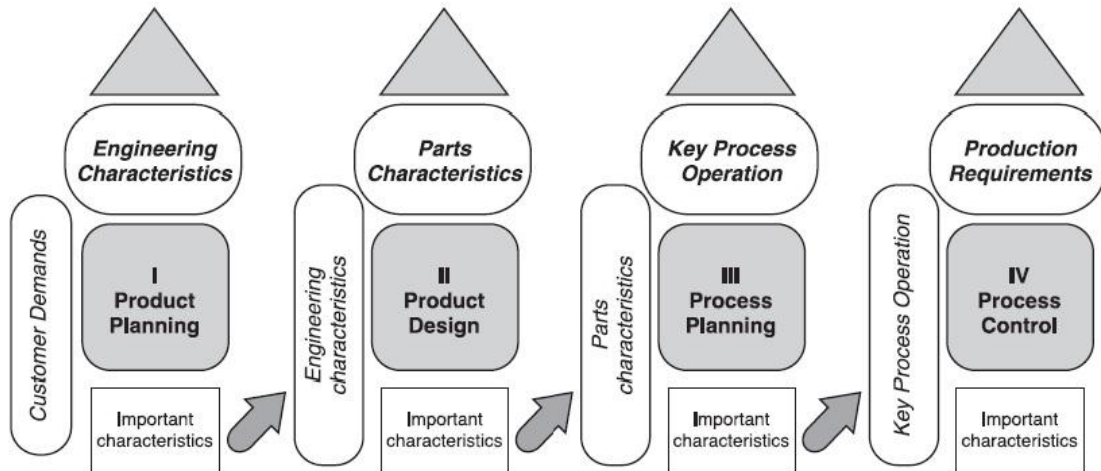 Engineering
Characteristics
Customer Demands
I
Product
Planning
Important
characteristics
Parts
Characteristics
Engineering
characteristics
II
Product
Design
Important
characteristics
Key Process
Operation
Parts
characteristics
III
Process
Planning
Important
characteristics
Production
Requirements
Key Process Operation
IV
Process
Control
Important
characteristics